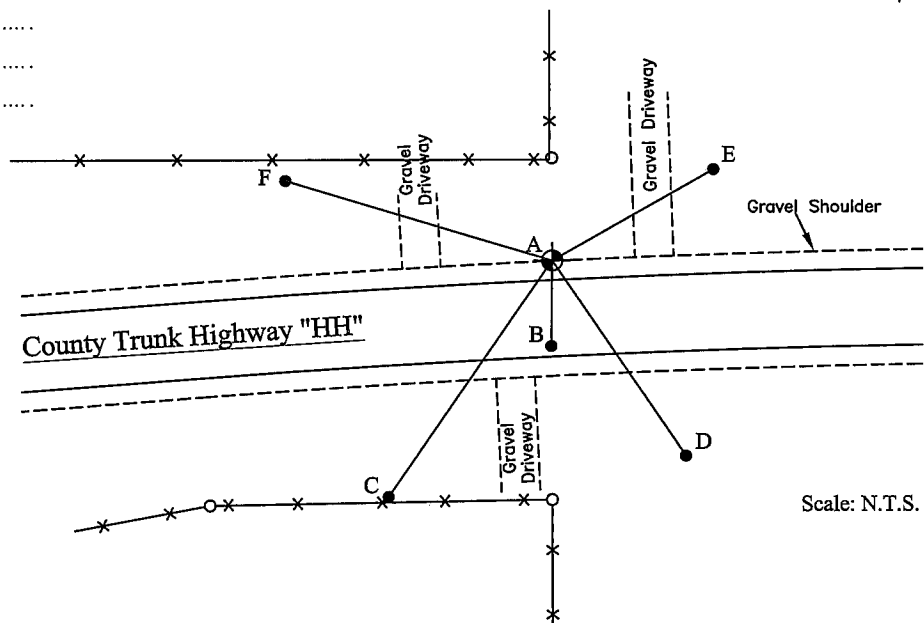 .....
.....
.....
Gravel Driveway
E
Gravel
Driveway
F
Gravel Shoulder
A
County Trunk Highway "HH"
B
Gravel
Driveway
D
C
Scale: N.T.S.